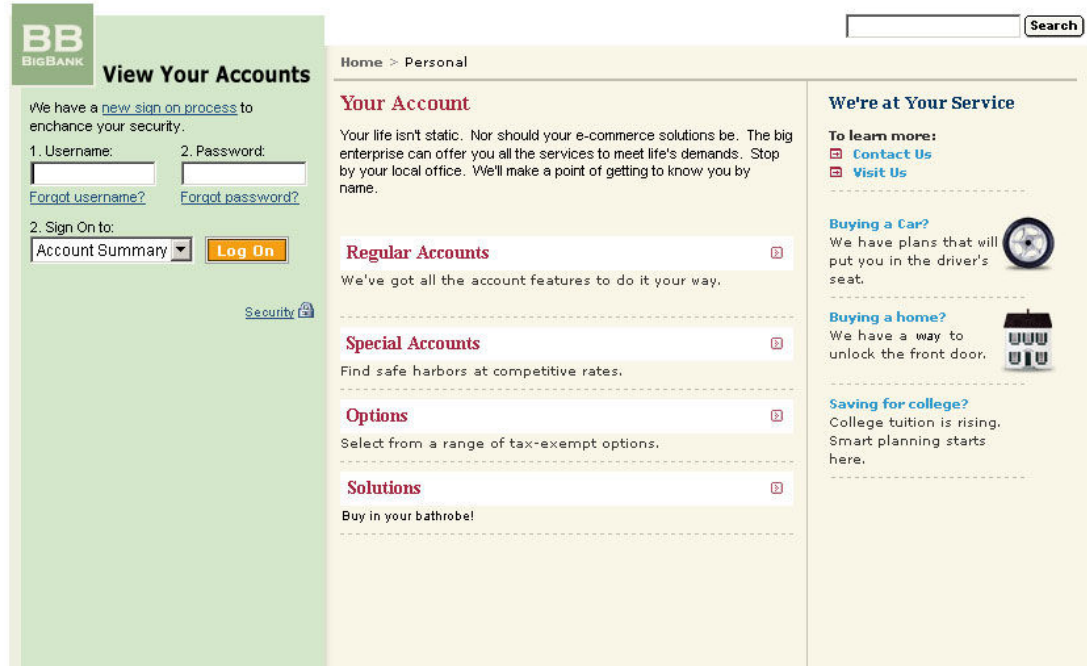 BB
BIGBANK
View Your Accounts
We have a new sign on process to
enchance your security.
1. Username:
2. Password:
Forgot username?
Forgot password?
2. Sign On to:
Account Summary
Log On
Security
Search
Home > Personal
Your Account
Your life isn't static. Nor should your e-commerce solutions be. The big
enterprise can offer you all the services to meet life's demands. Stop
by your local office. We'll make a point of getting to know you by
name.
Regular Accounts
We've got all the account features to do it your way.
Special Accounts
Find safe harbors at competitive rates.
Options
Select from a range of tax-exempt options.
Solutions
Buy in your bathrobe!
We're at Your Service
To learn more:
Contact Us
Visit Us
Buying a Car?
We have plans that will
put you in the driver's
seat.
Buying a home?
We have a way to
unlock the front door.
Saving for college?
College tuition is rising.
Smart planning starts
here.